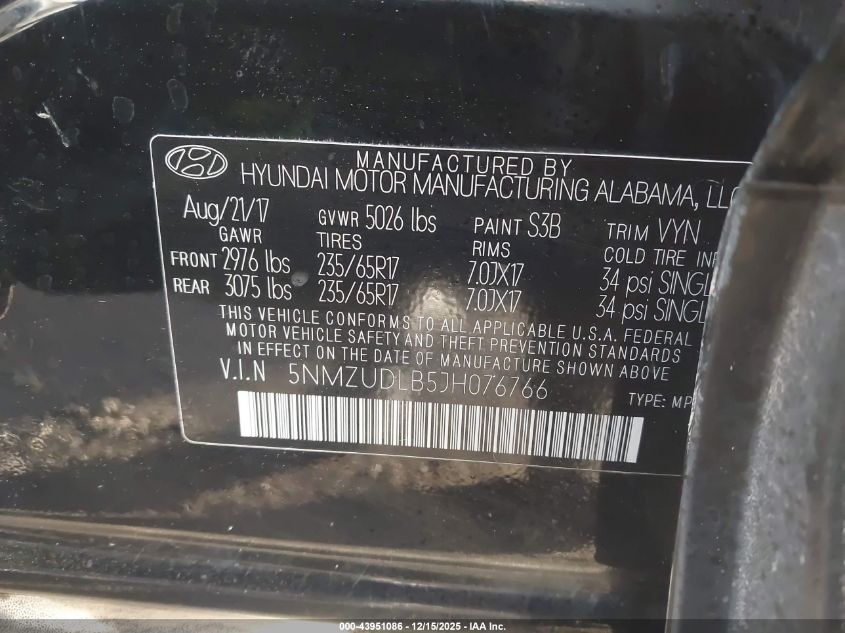 MANUFACTURED BY
HYUNDAI MOTOR MANUFACTURING ALABAMA, LLC
Aug/21/17 GVWR 5026 lbs PAINT S3B TRIM VYN
GAWR TIRES RIMS COLD TIRE
FRONT 2976 lbs 235/65R17 7.0JX17 34 psi
REAR 3075 lbs 235/65R17 7.0JX17 34 psi
THIS VEHICLE CONFORMS TO ALL APPLICABLE U.S.A. FEDERAL
MOTOR VEHICLE SAFETY AND THEFT PREVENTION STANDARDS
IN EFFECT ON THE DATE OF MANUFACTURE SHOWN ABOVE
V.I.N 5NMZUDLB5JH076766
TYPE:
000-43951086 - 12/15/2025 - IAA Inc.